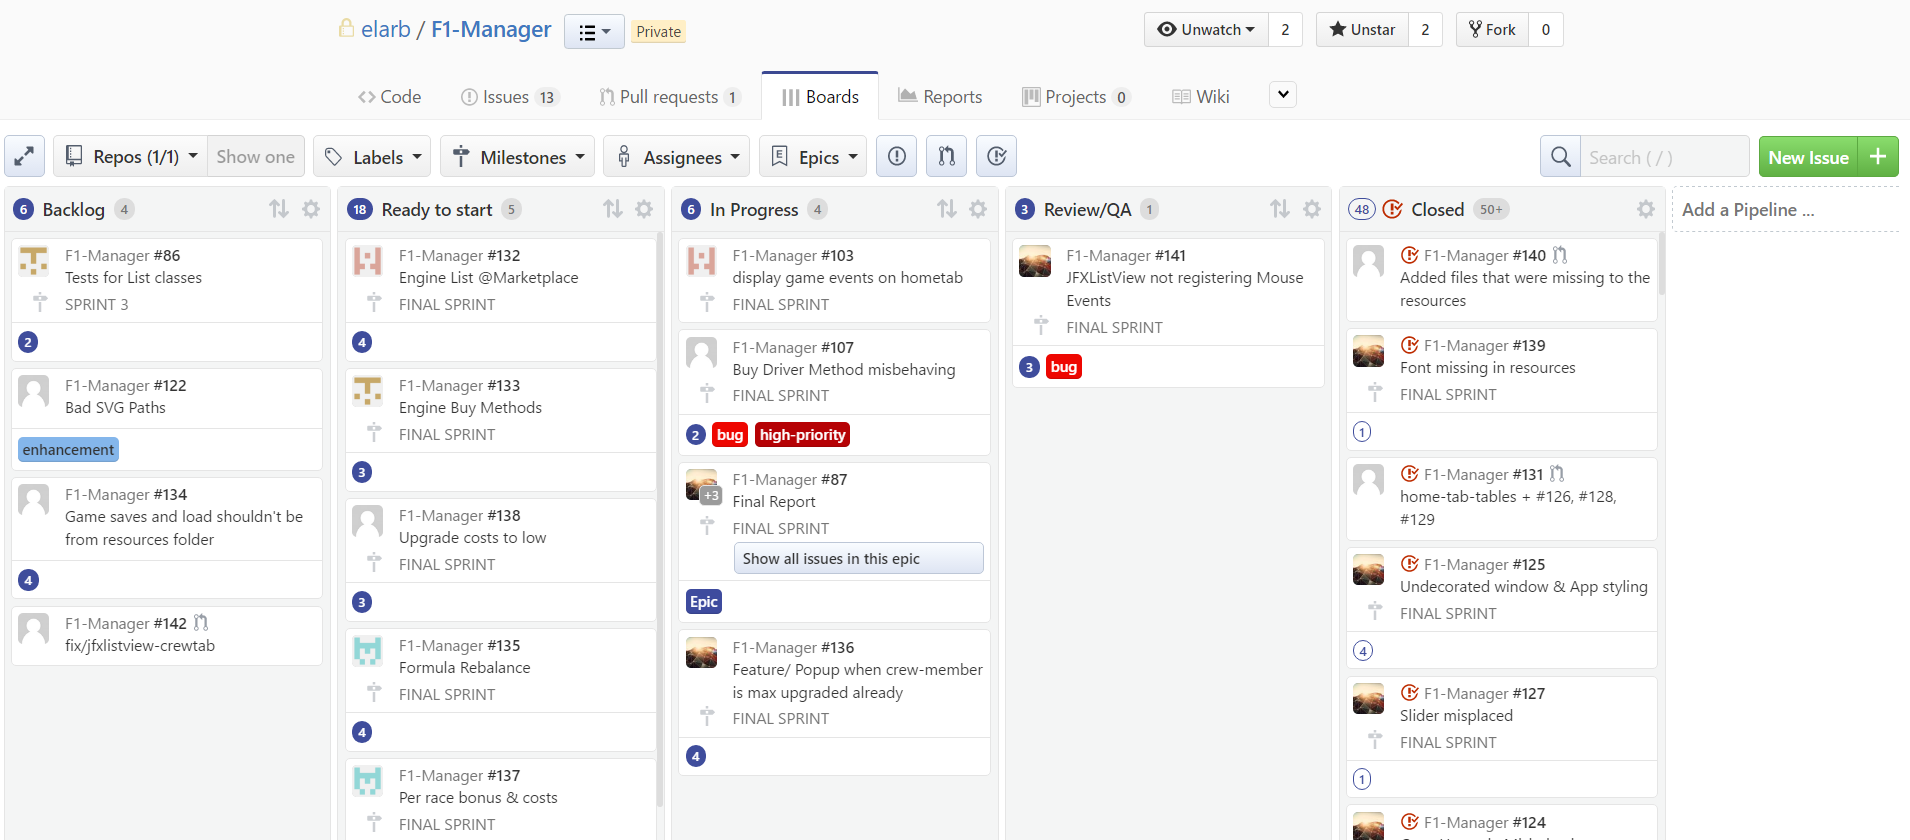 elarb / F1-Manager Private
Unwatch 2 Unstar 2 Fork 0
Code Issues 13 Pull requests 1 Boards Reports Projects 0 Wiki
Repos (1/1) Show one Labels Milestones Assignees E Epics Search ( / ) New Issue +
6 Backlog 4
F1-Manager #86
Tests for List classes
SPRINT 3
2
F1-Manager #122
Bad SVG Paths
enhancement
F1-Manager #134
Game saves and load shouldn't be
from resources folder
4
F1-Manager #142
fix/jfxlistview-crewtab
18 Ready to start 5
F1-Manager #132
Engine List @Marketplace
FINAL SPRINT
4
F1-Manager #133
Engine Buy Methods
FINAL SPRINT
3
F1-Manager #138
Upgrade costs to low
FINAL SPRINT
3
F1-Manager #135
Formula Rebalance
FINAL SPRINT
4
F1-Manager #137
Per race bonus & costs
FINAL SPRINT
6 In Progress 4
F1-Manager #103
display game events on hometab
FINAL SPRINT
F1-Manager #107
Buy Driver Method misbehaving
FINAL SPRINT
2 bug high-priority
F1-Manager #87
+3
Final Report
FINAL SPRINT
Show all issues in this epic
Epic
F1-Manager #136
Feature/ Popup when crew-member
is max upgraded already
FINAL SPRINT
4
3 Review/QA 1
F1-Manager #141
JFXListView not registering Mouse
Events
FINAL SPRINT
3 bug
48 Closed 50+
F1-Manager #140
Added files that were missing to the
resources
F1-Manager #139
Font missing in resources
FINAL SPRINT
1
F1-Manager #131
home-tab-tables + #126, #128,
#129
F1-Manager #125
Undecorated window & App styling
FINAL SPRINT
4
F1-Manager #127
Slider misplaced
FINAL SPRINT
1
F1-Manager #124
Add a Pipeline ...